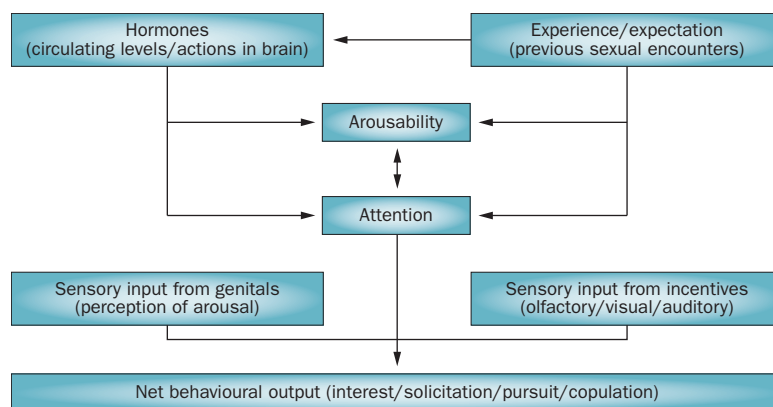 Hormones
(circulating levels/actions in brain)
Experience/expectation
(previous sexual encounters)
Arousability
Attention
Sensory input from genitals
(perception of arousal)
Sensory input from incentives
(olfactory/visual/auditory)
Net behavioural output (interest/solicitation/pursuit/copulation)